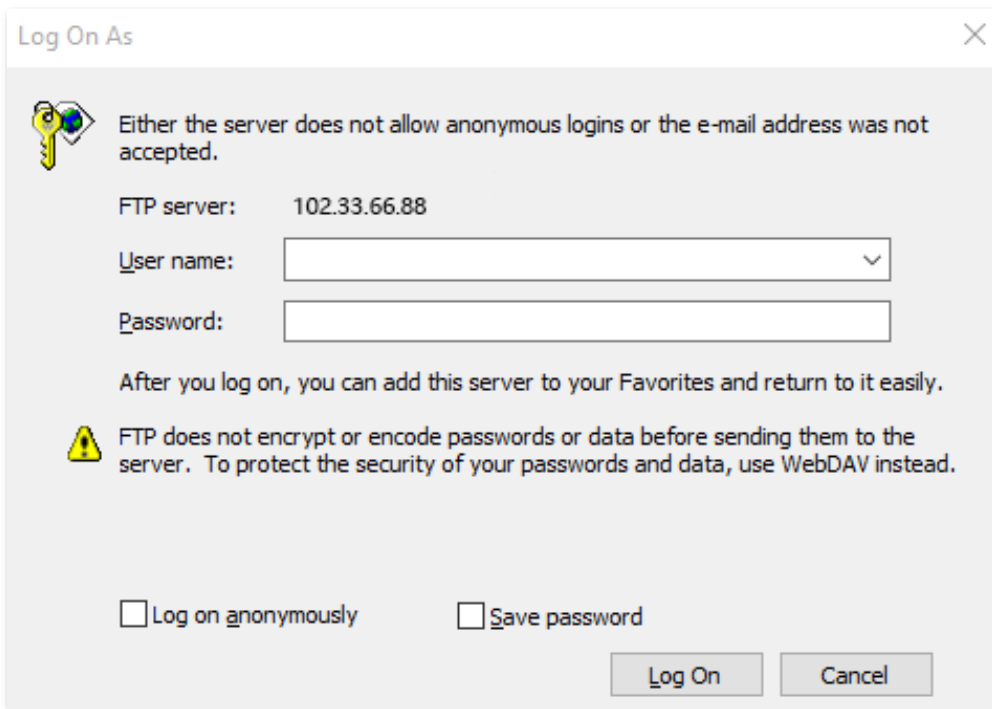 Log On As
Either the server does not allow anonymous logins or the e-mail address was not
accepted.
FTP server: 102.33.66.88
User name:
Password:
After you log on, you can add this server to your Favorites and return to it easily.
FTP does not encrypt or encode passwords or data before sending them to the
server. To protect the security of your passwords and data, use WebDAV instead.
Log on anonymously Save password
Log On Cancel